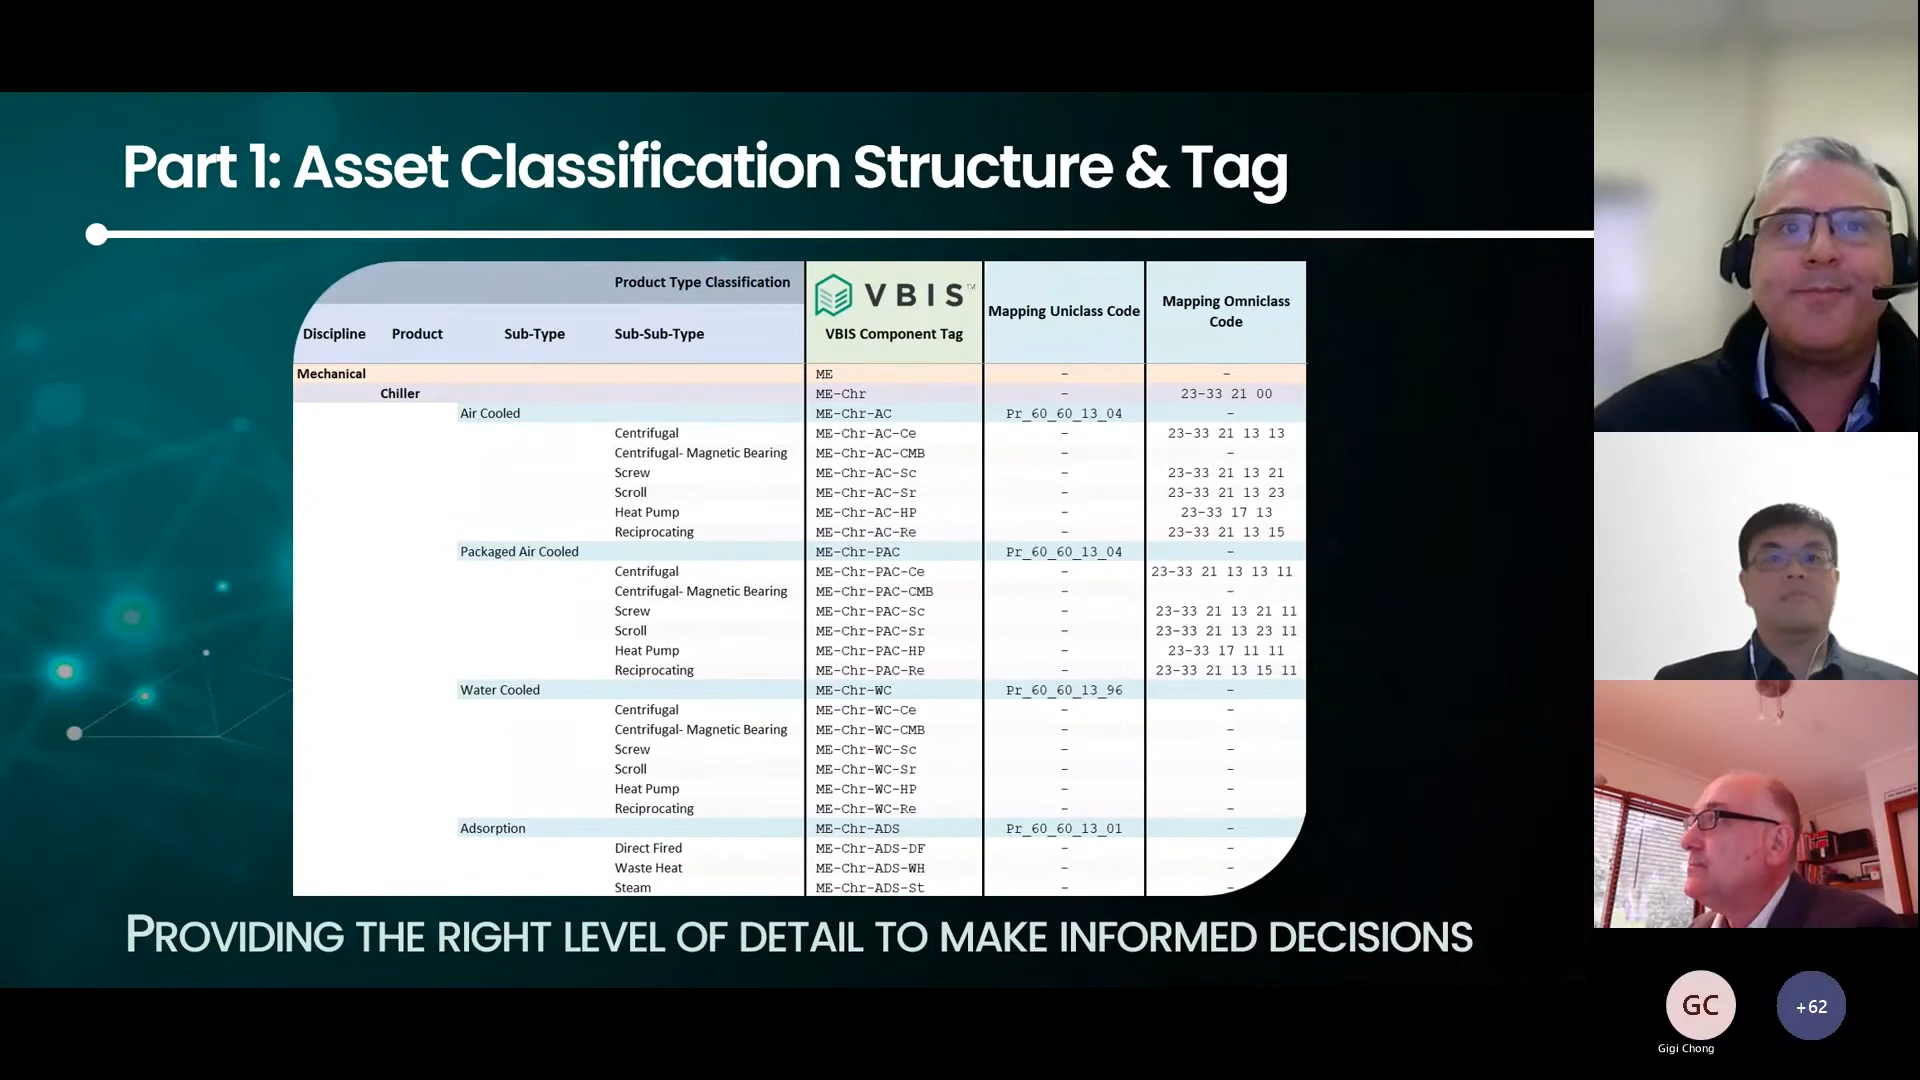 Part 1: Asset Classification Structure & Tag
Product Type Classification
VBIS™
Mapping Uniclass Code
Mapping Omniclass Code
Discipline Product Sub-Type Sub-Sub-Type VBIS Component Tag
Mechanical ME - -
Chiller ME-Chr 23-33 21 00
Air Cooled ME-Chr-AC Pr_60_60_13_04 -
Centrifugal ME-Chr-AC-Ce - 23-33 21 13 13
Centrifugal- Magnetic Bearing ME-Chr-AC-CMB - -
Screw ME-Chr-AC-Sc - 23-33 21 13 21
Scroll ME-Chr-AC-Sr - 23-33 21 13 23
Heat Pump ME-Chr-AC-HP - 23-33 17 13
Reciprocating ME-Chr-AC-Re - 23-33 21 13 15
Packaged Air Cooled ME-Chr-PAC Pr_60_60_13_04 -
Centrifugal ME-Chr-PAC-Ce - 23-33 21 13 13 11
Centrifugal- Magnetic Bearing ME-Chr-PAC-CMB - -
Screw ME-Chr-PAC-Sc - 23-33 21 13 21 11
Scroll ME-Chr-PAC-Sr - 23-33 21 13 23 11
Heat Pump ME-Chr-PAC-HP - 23-33 17 11 11
Reciprocating ME-Chr-PAC-Re - 23-33 21 13 15 11
Water Cooled ME-Chr-WC Pr_60_60_13_96 -
Centrifugal ME-Chr-WC-Ce - -
Centrifugal- Magnetic Bearing ME-Chr-WC-CMB - -
Screw ME-Chr-WC-Sc - -
Scroll ME-Chr-WC-Sr - -
Heat Pump ME-Chr-WC-HP - -
Reciprocating ME-Chr-WC-Re - -
Adsorption ME-Chr-ADS Pr_60_60_13_01 -
Direct Fired ME-Chr-ADS-DF - -
Waste Heat ME-Chr-ADS-WH - -
Steam ME-Chr-ADS-St - -
PROVIDING THE RIGHT LEVEL OF DETAIL TO MAKE INFORMED DECISIONS
GC
+62
Gigi Chong